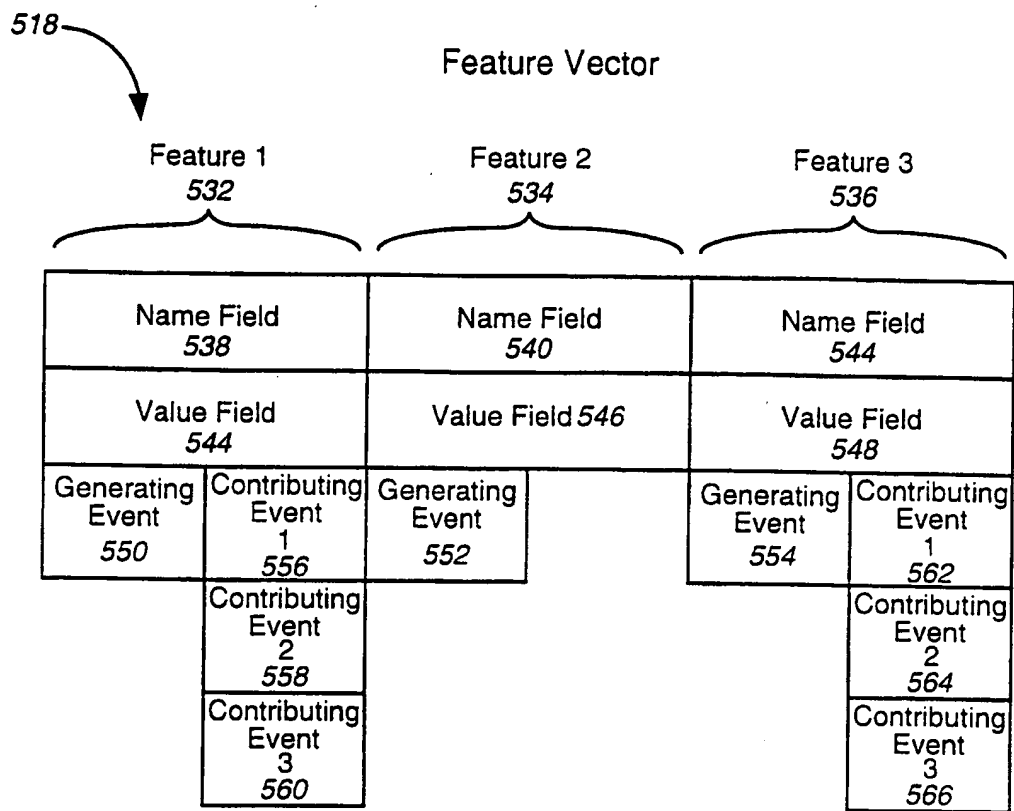 518
Feature Vector
Feature 1
532
Feature 2
534
Feature 3
536
Name Field
538
Name Field
540
Name Field
544
Value Field
544
Value Field 546
Value Field
548
Generating
Event
550
Contributing
Event
1
556
Generating
Event
552
Generating
Event
554
Contributing
Event
1
562
Contributing
Event
2
558
Contributing
Event
2
564
Contributing
Event
3
560
Contributing
Event
3
566